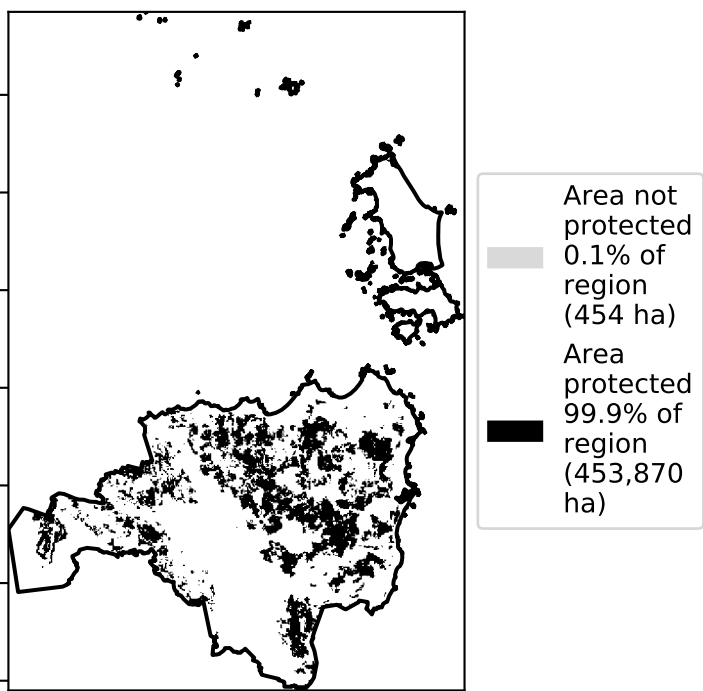 Area not
protected
0.1% of
region
(454 ha)
Area
protected
99.9% of
region
(453,870
ha)